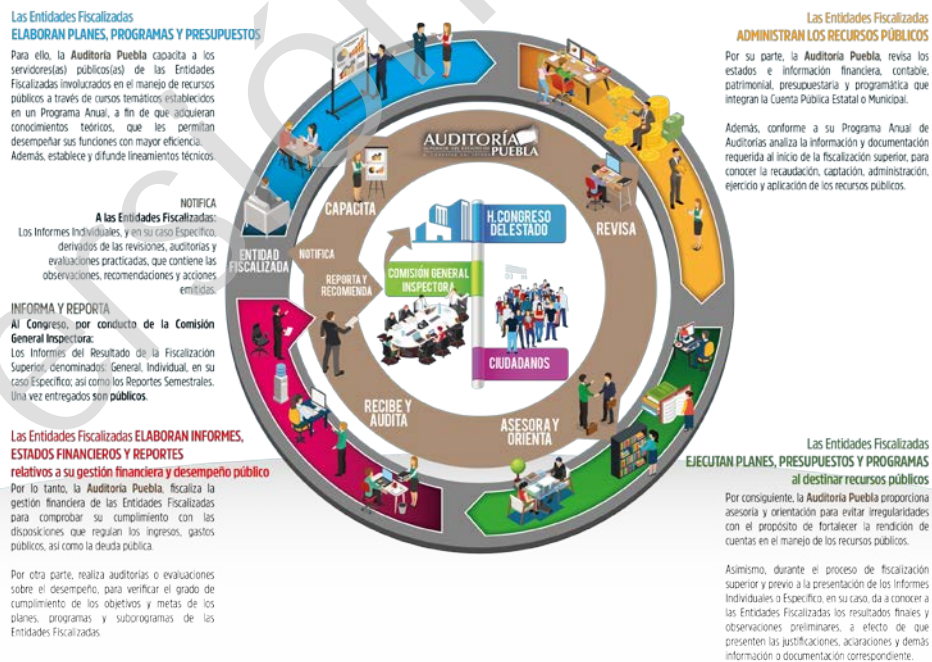 Las Entidades Fiscalizadas
ELABORAN PLANES, PROGRAMAS Y PRESUPUESTOS
Para ello, la Auditoría Puebla capacita a los
servidores(as) públicos(as) de las Entidades
Fiscalizadas involucrados en el manejo de recursos
públicos a través de cursos temáticos establecidos
en un Programa Anual, a fin de que adquieran
conocimientos teóricos, que les permitan
desempeñar sus funciones con mayor eficiencia.
Además, establece y difunde lineamientos técnicos.
NOTIFICA
A las Entidades Fiscalizadas:
Los Informes Individuales, y en su caso Específico,
derivados de las revisiones, auditorías y
evaluaciones practicadas, que contiene las
observaciones, recomendaciones y acciones
emitidas.
INFORMA Y REPORTA
Al Congreso, por conducto de la Comisión
General Inspectora:
Los Informes del Resultado de la Fiscalización
Superior, denominados: General, Individual, en su
caso Específico; así como los Reportes Semestrales.
Una vez entregados son públicos.
Las Entidades Fiscalizadas ELABORAN INFORMES,
ESTADOS FINANCIEROS Y REPORTES
relativos a su gestión financiera y desempeño público
Por lo tanto, la Auditoría Puebla, fiscaliza la
gestión financiera de las Entidades Fiscalizadas
para comprobar su cumplimiento con las
disposiciones que regulan los ingresos, gastos
públicos, así como la deuda pública.
Por otra parte, realiza auditorías o evaluaciones
sobre el desempeño, para verificar el grado de
cumplimiento de los objetivos y metas de los
planes, programas y subprogramas de las
Entidades Fiscalizadas
AUDITORÍA
PUEBLA
CAPACITA
REVISA
ENTIDAD
FISCALIZADA
NOTIFICA
REPORTA Y
RECOMIENDA
H. CONGRESO
DEL ESTADO
COMISIÓN GENERAL
INSPECTORA
CIUDADANOS
RECIBE Y
AUDITA
ASESORA Y
ORIENTA
Las Entidades Fiscalizadas
ADMINISTRAN LOS RECURSOS PÚBLICOS
Por su parte, la Auditoría Puebla, revisa los
estados e información financiera, contable,
patrimonial, presupuestaria y programática que
integran la Cuenta Pública Estatal o Municipal.
Además, conforme a su Programa Anual de
Auditorías analiza la información y documentación
requerida al inicio de la fiscalización superior, para
conocer la recaudación, captación, administración,
ejercicio y aplicación de los recursos públicos.
Las Entidades Fiscalizadas
EJECUTAN PLANES, PRESUPUESTOS Y PROGRAMAS
al destinar recursos públicos
Por consiguiente, la Auditoría Puebla proporciona
asesoría y orientación para evitar irregularidades
con el propósito de fortalecer la rendición de
cuentas en el manejo de los recursos públicos.
Asimismo, durante el proceso de fiscalización
superior y previo a la presentación de los Informes
Individuales o Específico, en su caso, da a conocer a
las Entidades Fiscalizadas los resultados finales y
observaciones preliminares, a efecto de que
presenten las justificaciones, aclaraciones y demás
información o documentación correspondiente.